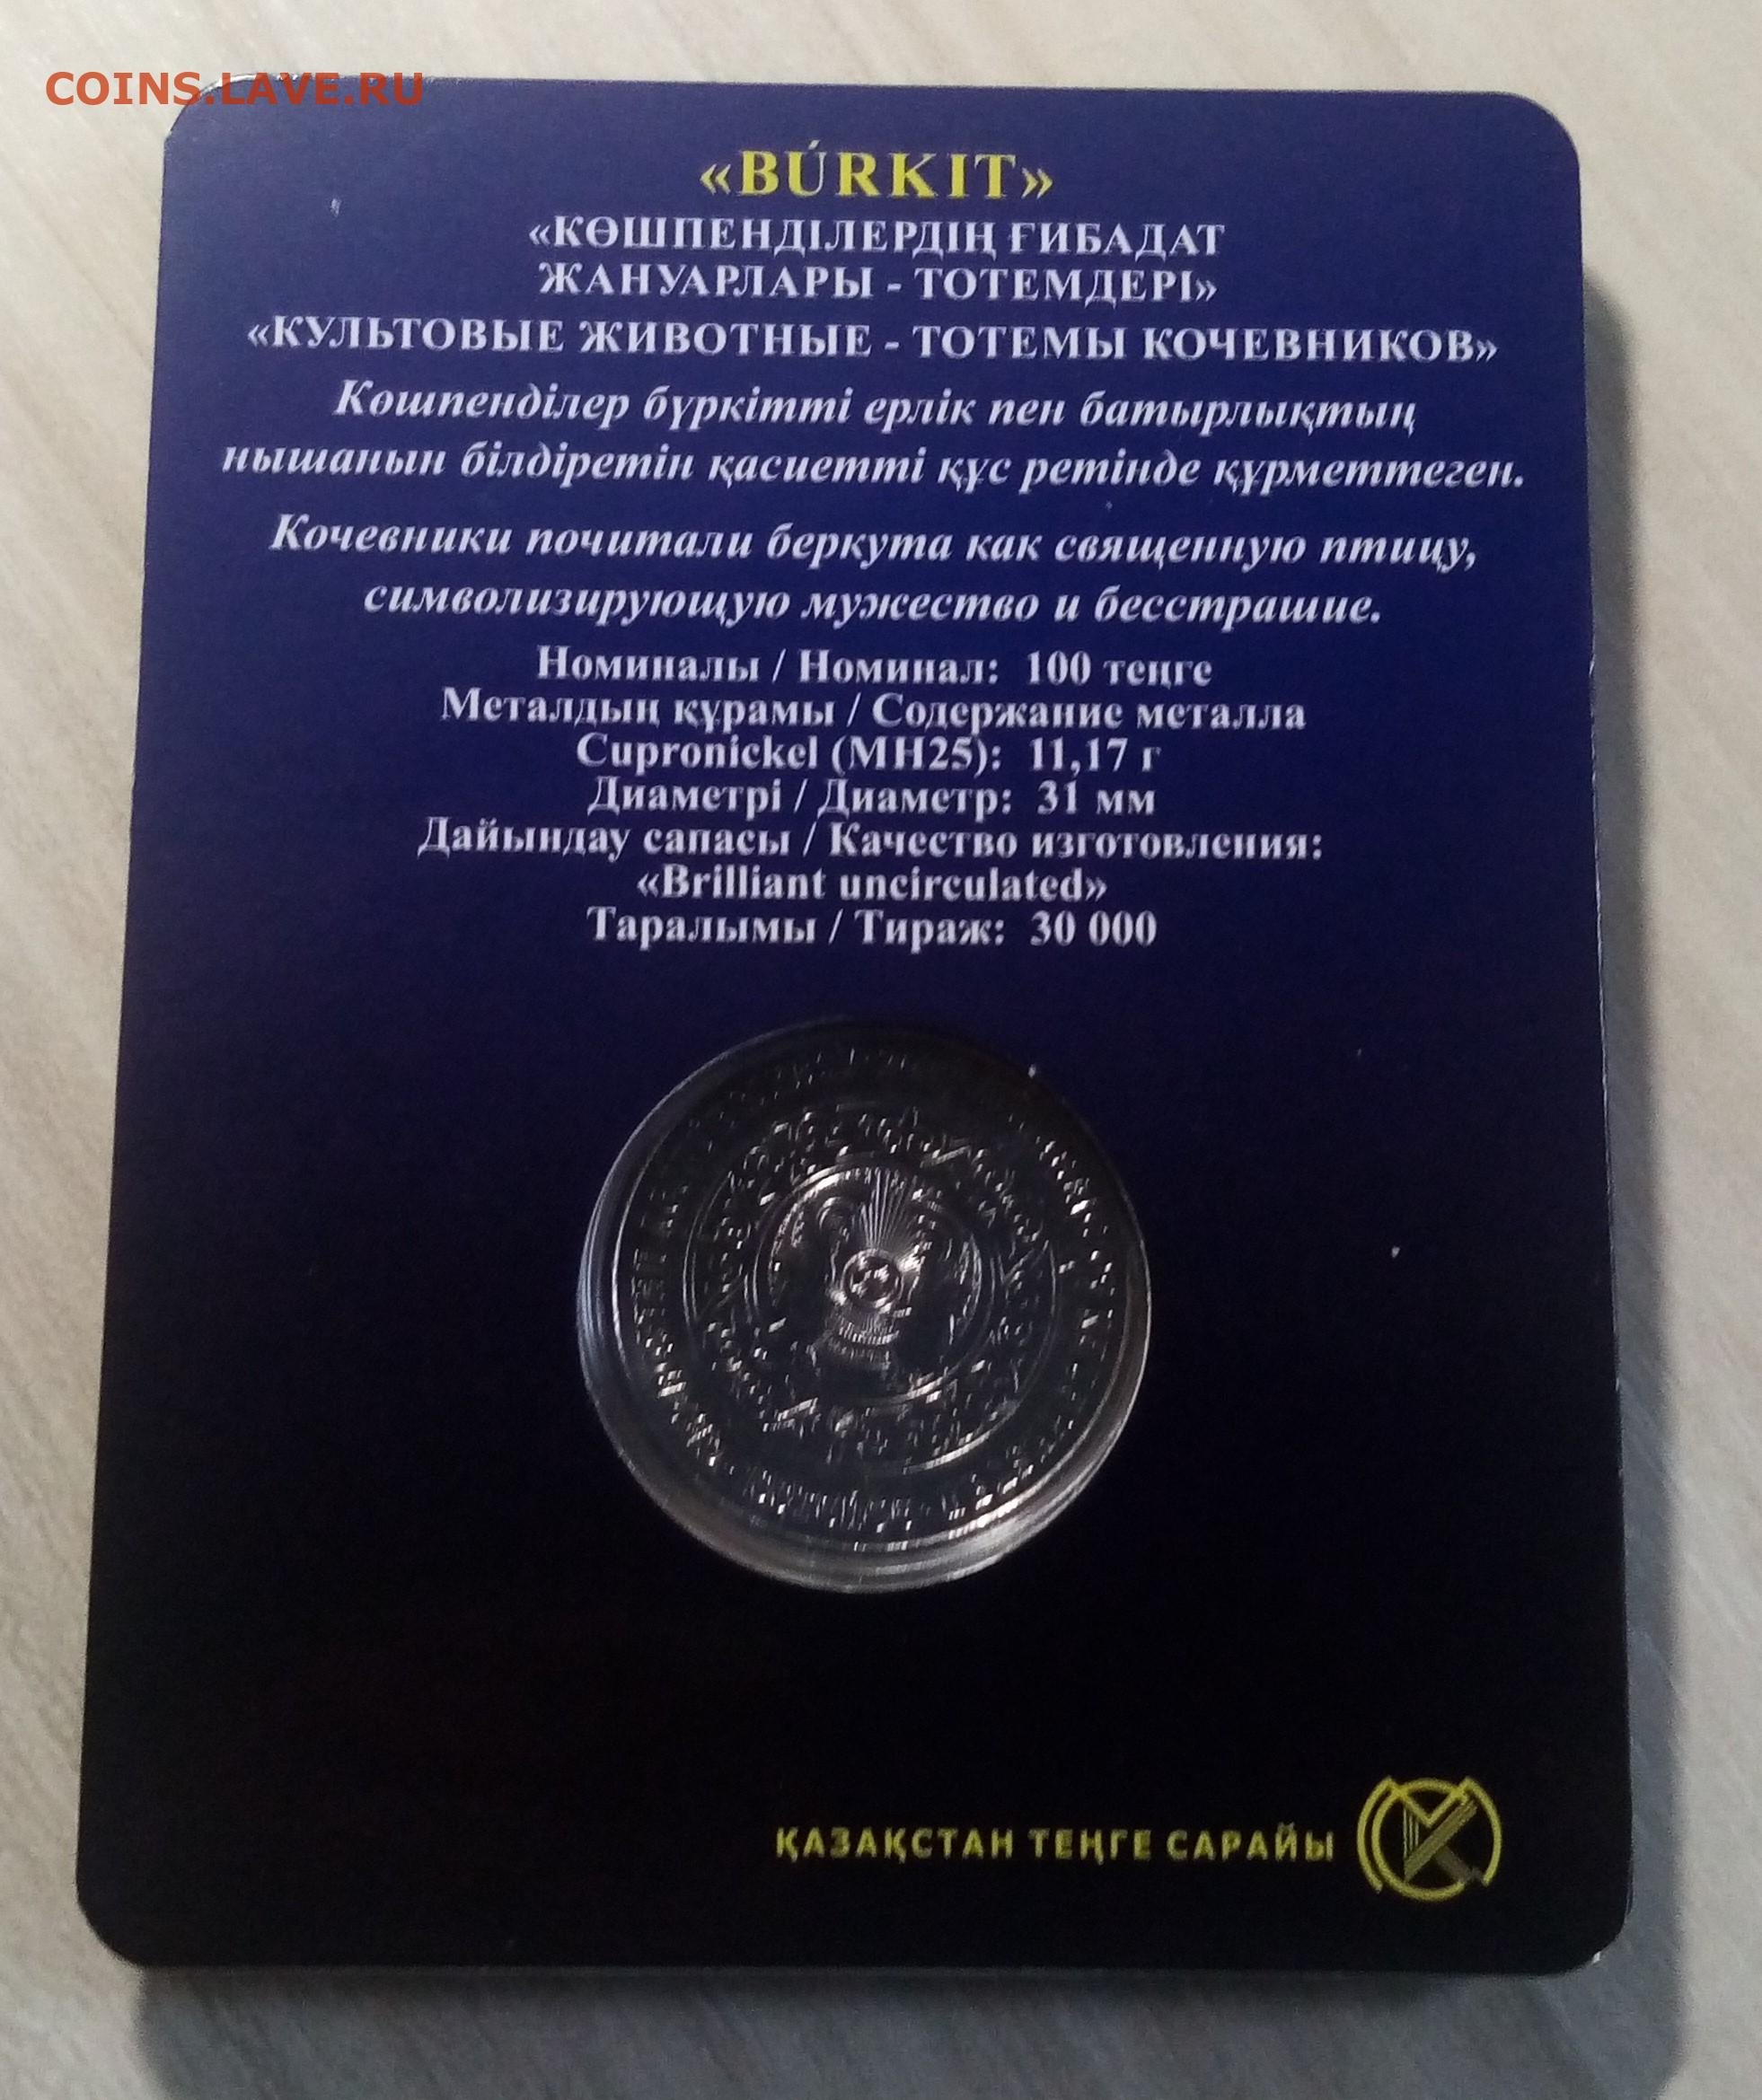 COINS.LAVE.RU
«BÚRKIT»
«КӨШПЕНДІЛЕРДІҢ ҒИБАДАТ
ЖАНУАРЛАРЫ - ТОТЕМДЕРІ»
«КУЛЬТОВЫЕ ЖИВОТНЫЕ - ТОТЕМЫ КОЧЕВНИКОВ»
Көшпенділер бүркітті ерлік пен батырлықтың
нышанын білдіретін қасиетті құс ретінде құрметтеген.
Кочевники почитали беркута как священную птицу,
символизирующую мужество и бесстрашие.
Номиналы / Номинал: 100 теңге
Металдың құрамы / Содержание металла
Cupronickel (МН25): 11,17 г
Диаметрі / Диаметр: 31 мм
Дайындау сапасы / Качество изготовления:
«Brilliant uncirculated»
Таралымы / Тираж: 30 000
ҚАЗАҚСТАН ТЕҢГЕ САРАЙЫ